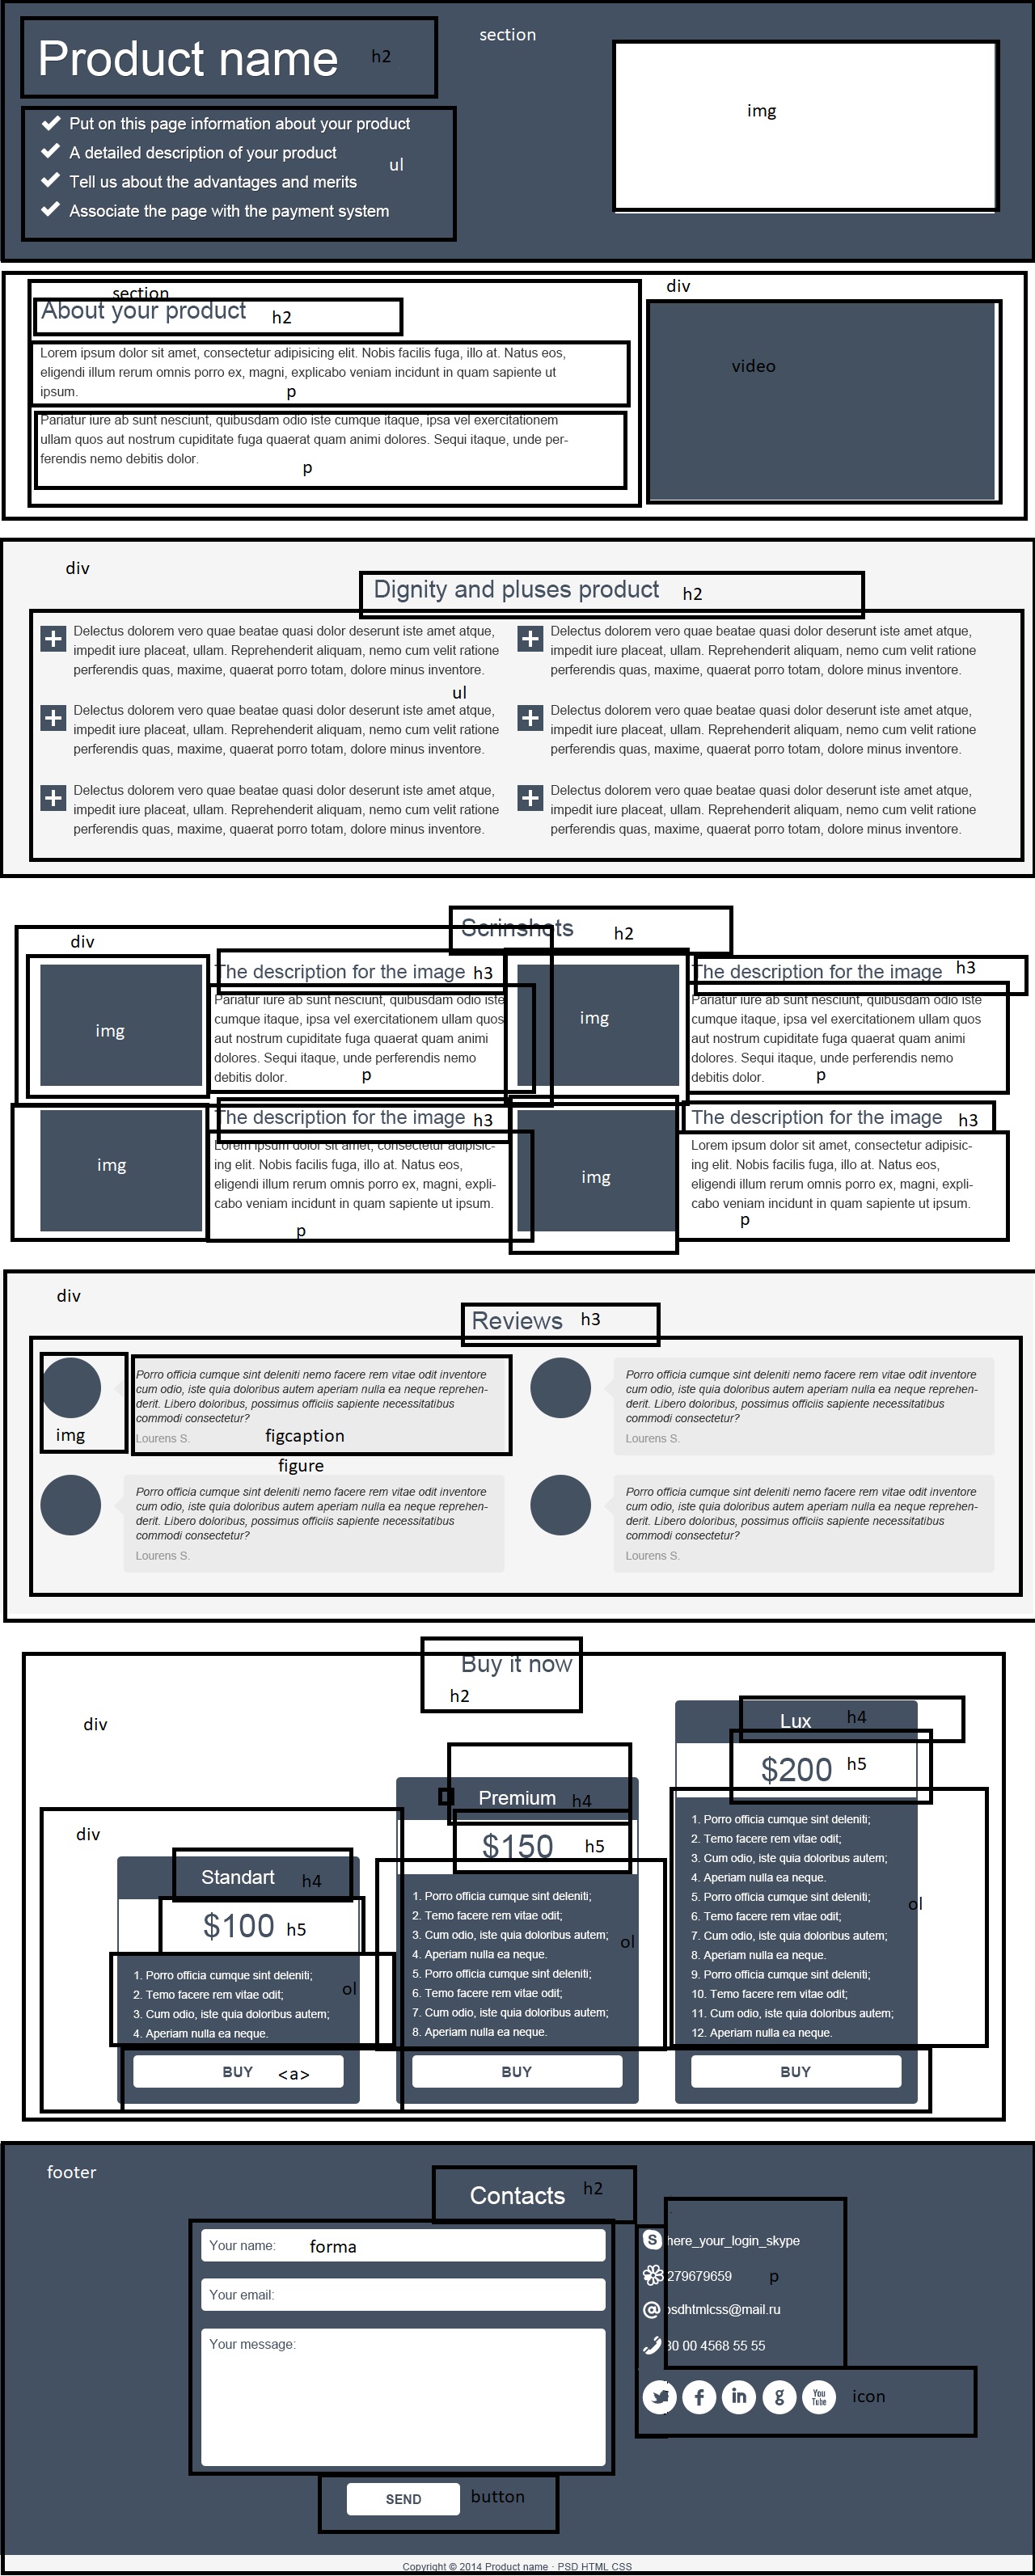 section
Product name h2
img
Put on this page information about your product
A detailed description of your product
ul
Tell us about the advantages and merits
Associate the page with the payment system
section
div
About your product h2
Lorem ipsum dolor sit amet, consectetur adipisicing elit. Nobis facilis fuga, illo at. Natus eos,
eligendi illum rerum omnis porro ex, magni, explicabo veniam incidunt in quam sapiente ut
ipsum.
p
video
Pariatur iure ab sunt nesciunt, quibusdam odio iste cumque itaque, ipsa vel exercitationem
ullam quos aut nostrum cupiditate fuga quaerat quam animi dolores. Sequi itaque, unde per-
ferendis nemo debitis dolor.
p
div
Dignity and pluses product h2
Delectus dolorem vero quae beatae quasi dolor deserunt iste amet atque,
impedit iure placeat, ullam. Reprehenderit aliquam, nemo cum velit ratione
perferendis quas, maxime, quaerat porro totam, dolore minus inventore.
Delectus dolorem vero quae beatae quasi dolor deserunt iste amet atque,
impedit iure placeat, ullam. Reprehenderit aliquam, nemo cum velit ratione
perferendis quas, maxime, quaerat porro totam, dolore minus inventore.
ul
Delectus dolorem vero quae beatae quasi dolor deserunt iste amet atque,
impedit iure placeat, ullam. Reprehenderit aliquam, nemo cum velit ratione
perferendis quas, maxime, quaerat porro totam, dolore minus inventore.
Delectus dolorem vero quae beatae quasi dolor deserunt iste amet atque,
impedit iure placeat, ullam. Reprehenderit aliquam, nemo cum velit ratione
perferendis quas, maxime, quaerat porro totam, dolore minus inventore.
Delectus dolorem vero quae beatae quasi dolor deserunt iste amet atque,
impedit iure placeat, ullam. Reprehenderit aliquam, nemo cum velit ratione
perferendis quas, maxime, quaerat porro totam, dolore minus inventore.
Delectus dolorem vero quae beatae quasi dolor deserunt iste amet atque,
impedit iure placeat, ullam. Reprehenderit aliquam, nemo cum velit ratione
perferendis quas, maxime, quaerat porro totam, dolore minus inventore.
Scrinshots h2
div
img
The description for the image h3
Pariatur iure ab sunt nesciunt, quibusdam odio iste
cumque itaque, ipsa vel exercitationem ullam quos
aut nostrum cupiditate fuga quaerat quam animi
dolores. Sequi itaque, unde perferendis nemo
debitis dolor.
p
img
The description for the image h3
Pariatur iure ab sunt nesciunt, quibusdam odio iste
cumque itaque, ipsa vel exercitationem ullam quos
aut nostrum cupiditate fuga quaerat quam animi
dolores. Sequi itaque, unde perferendis nemo
debitis dolor.
p
img
The description for the image h3
Lorem ipsum dolor sit amet, consectetur adipisic-
ing elit. Nobis facilis fuga, illo at. Natus eos,
eligendi illum rerum omnis porro ex, magni, expli-
cabo veniam incidunt in quam sapiente ut ipsum.
p
img
The description for the image h3
Lorem ipsum dolor sit amet, consectetur adipisic-
ing elit. Nobis facilis fuga, illo at. Natus eos,
eligendi illum rerum omnis porro ex, magni, expli-
cabo veniam incidunt in quam sapiente ut ipsum.
p
div
Reviews h3
img
Porro officia cumque sint deleniti nemo facere rem vitae odit inventore
cum odio, iste quia doloribus autem aperiam nulla ea neque reprehen-
derit. Libero doloribus, possimus officiis sapiente necessitatibus
commodi consectetur?
Lourens S.
figcaption
figure
Porro officia cumque sint deleniti nemo facere rem vitae odit inventore
cum odio, iste quia doloribus autem aperiam nulla ea neque reprehen-
derit. Libero doloribus, possimus officiis sapiente necessitatibus
commodi consectetur?
Lourens S.
Porro officia cumque sint deleniti nemo facere rem vitae odit inventore
cum odio, iste quia doloribus autem aperiam nulla ea neque reprehen-
derit. Libero doloribus, possimus officiis sapiente necessitatibus
commodi consectetur?
Lourens S.
Porro officia cumque sint deleniti nemo facere rem vitae odit inventore
cum odio, iste quia doloribus autem aperiam nulla ea neque reprehen-
derit. Libero doloribus, possimus officiis sapiente necessitatibus
commodi consectetur?
Lourens S.
Buy it now
h2
div
div
Standart h4
$100 h5
1. Porro officia cumque sint deleniti;
2. Temo facere rem vitae odit;
3. Cum odio, iste quia doloribus autem;
4. Aperiam nulla ea neque.
ol
BUY <a>
Premium h4
$150 h5
1. Porro officia cumque sint deleniti;
2. Temo facere rem vitae odit;
3. Cum odio, iste quia doloribus autem;
4. Aperiam nulla ea neque.
5. Porro officia cumque sint deleniti;
6. Temo facere rem vitae odit;
7. Cum odio, iste quia doloribus autem;
8. Aperiam nulla ea neque.
ol
BUY
Lux h4
$200 h5
1. Porro officia cumque sint deleniti;
2. Temo facere rem vitae odit;
3. Cum odio, iste quia doloribus autem;
4. Aperiam nulla ea neque.
5. Porro officia cumque sint deleniti;
6. Temo facere rem vitae odit;
7. Cum odio, iste quia doloribus autem;
8. Aperiam nulla ea neque.
9. Porro officia cumque sint deleniti;
10. Temo facere rem vitae odit;
11. Cum odio, iste quia doloribus autem;
12. Aperiam nulla ea neque.
ol
BUY
footer
Contacts h2
Your name: forma
Your email:
Your message:
SEND button
here_your_login_skype
279679659 p
psdhtmlcss@mail.ru
80 00 4568 55 55
You
Tube
icon
Copyright © 2014 Product name · PSD HTML CSS